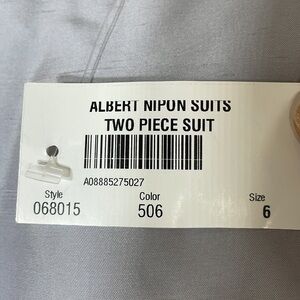 ALBERT NIPON SUITS
TWO PIECE SUIT
A08885275027
Style Color Size
068015 506 6